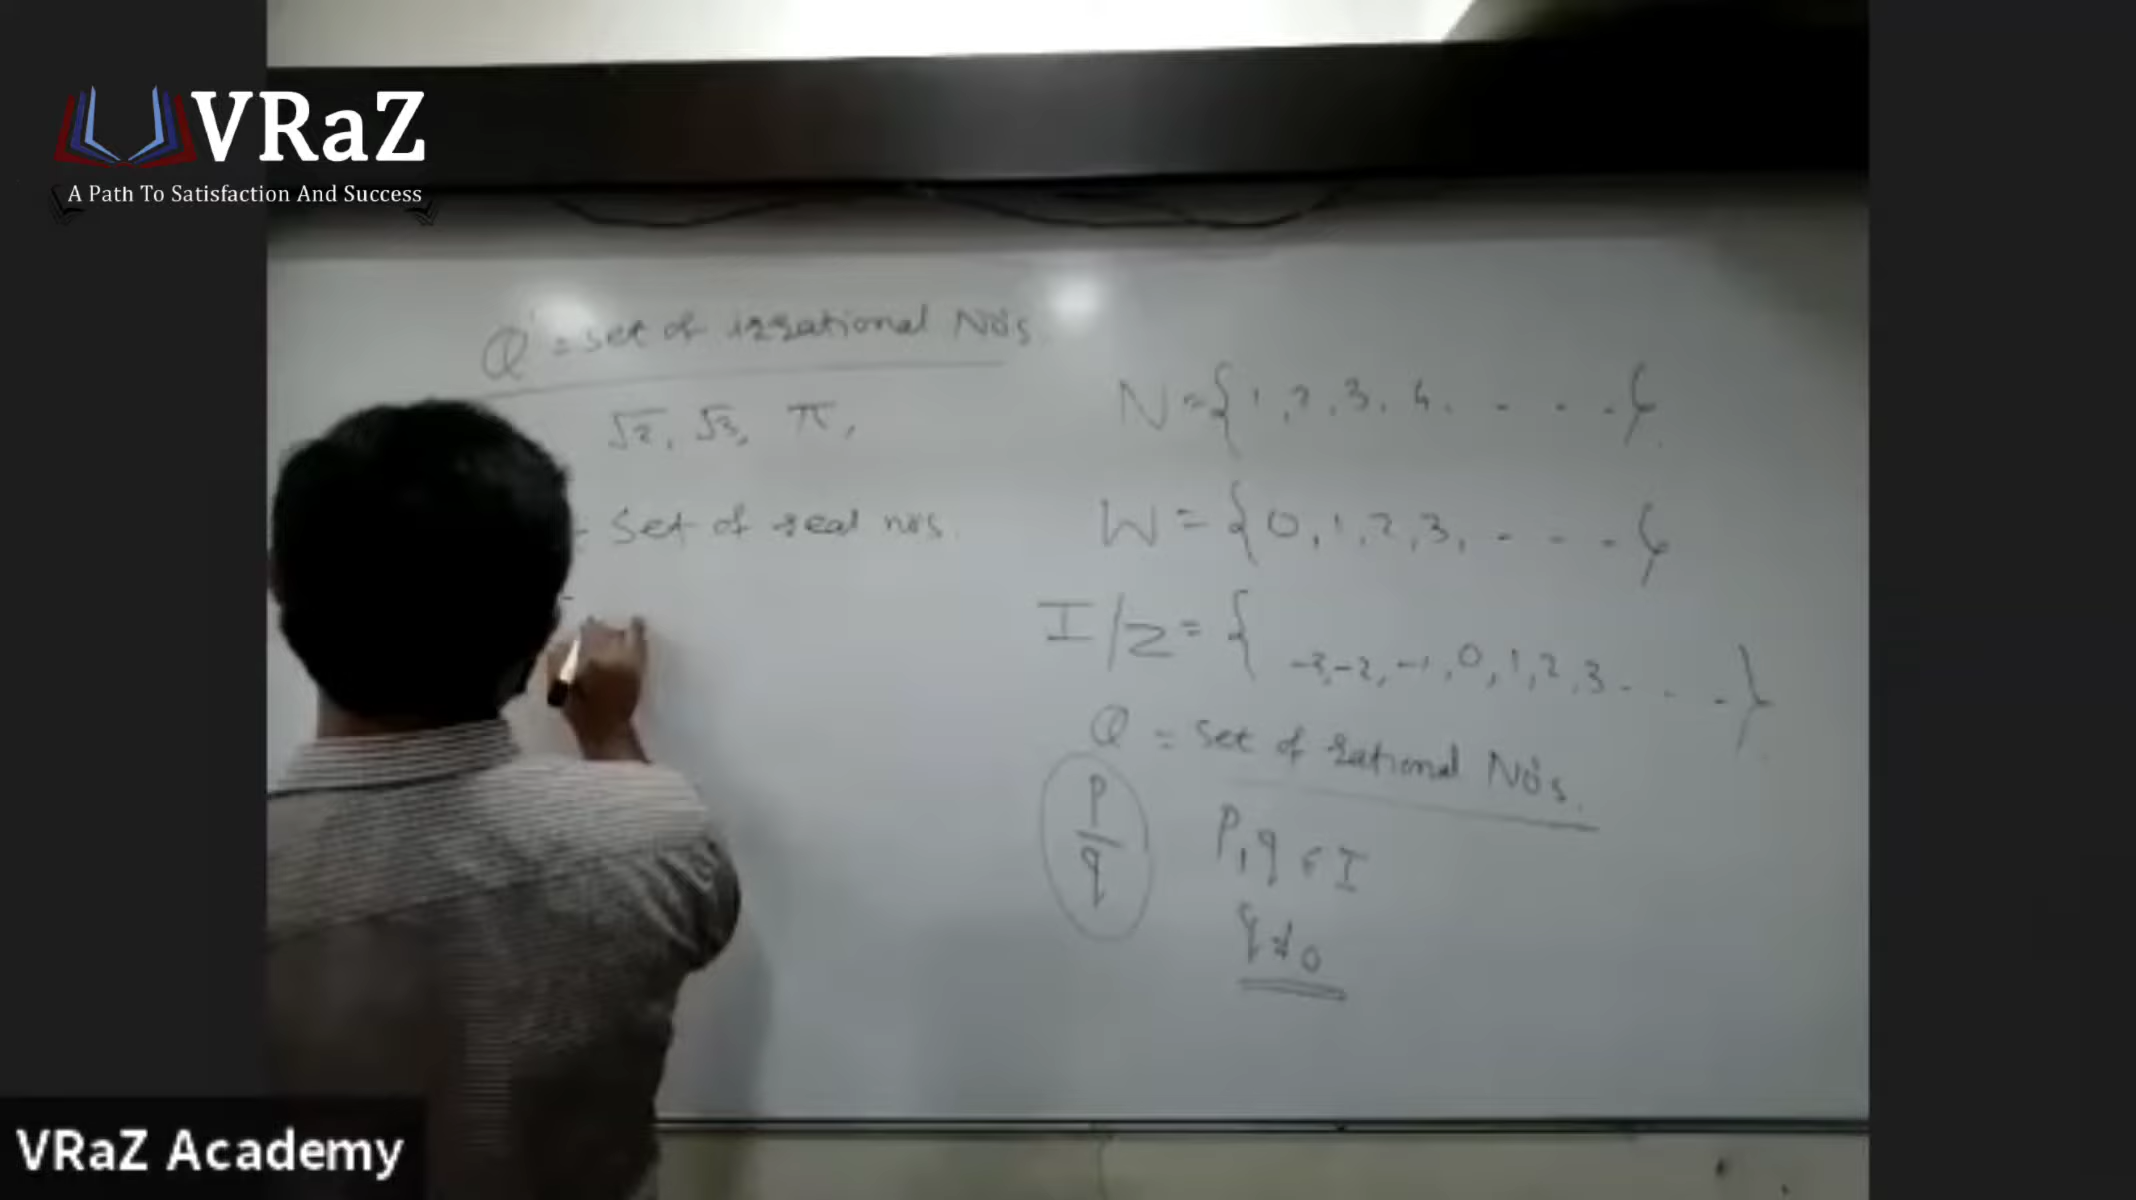 VRaZ
A Path To Satisfaction And Success
Q' = set of irrational No's
√2, √3, π,
Set of real no's.
N = {1, 2, 3, 4, . . . .}
W = {0, 1, 2, 3, . . . .}
I/Z = { -3, -2, -1, 0, 1, 2, 3 . . . .}
Q = set of rational No's.
p/q p, q ∈ I
q ≠ 0
VRaZ Academy